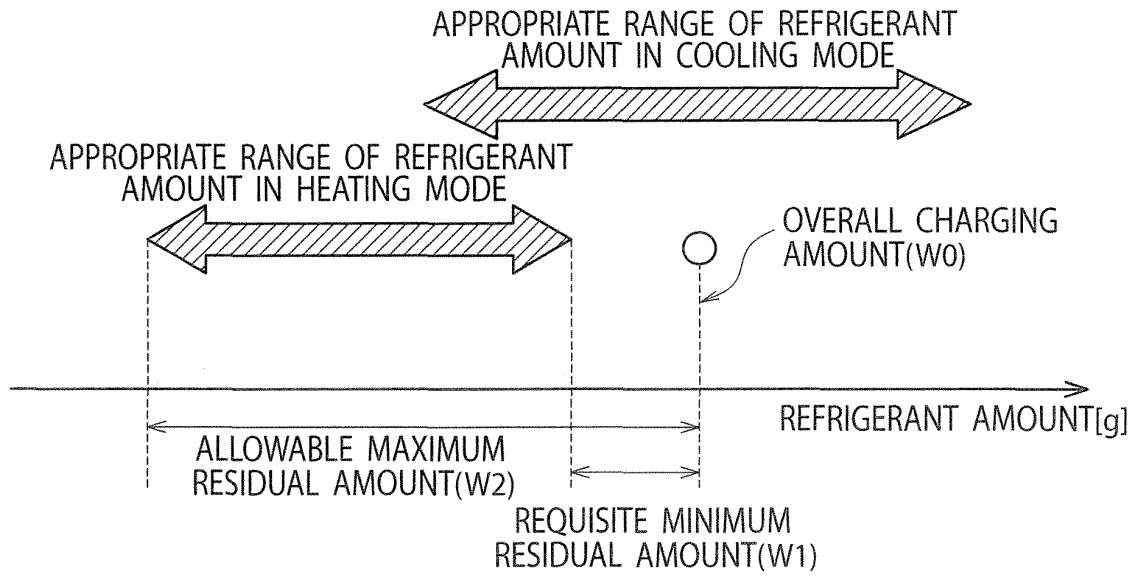 APPROPRIATE RANGE OF REFRIGERANT
AMOUNT IN COOLING MODE
APPROPRIATE RANGE OF REFRIGERANT
AMOUNT IN HEATING MODE
OVERALL CHARGING
AMOUNT(W0)
REFRIGERANT AMOUNT[g]
ALLOWABLE MAXIMUM
RESIDUAL AMOUNT(W2)
REQUISITE MINIMUM
RESIDUAL AMOUNT(W1)